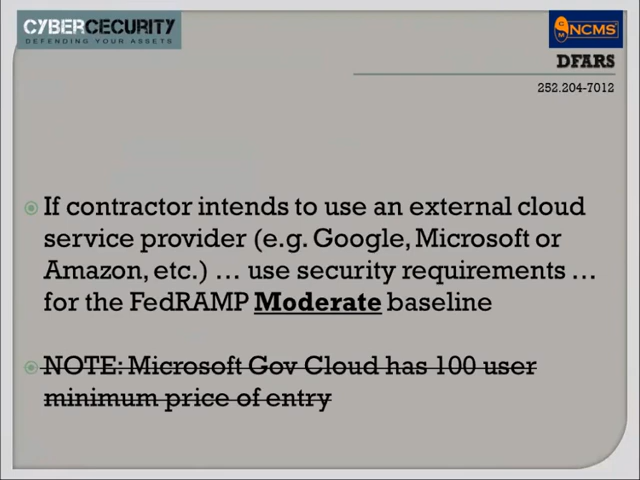 CYBERCECURITY
DEFENDING YOUR ASSETS
NCMS
DFARS
252.204-7012
If contractor intends to use an external cloud
service provider (e.g. Google, Microsoft or
Amazon, etc.) … use security requirements …
for the FedRAMP Moderate baseline
NOTE: Microsoft Gov Cloud has 100 user
minimum price of entry